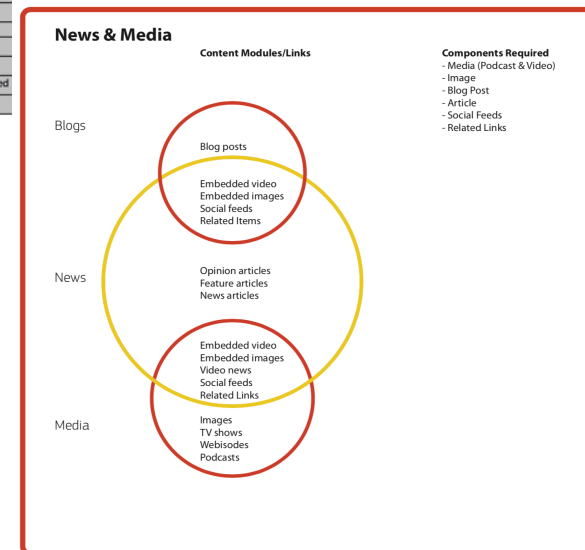 ed
News & Media
Content Modules/Links
Components Required
- Media (Podcast & Video)
- Image
- Blog Post
- Article
- Social Feeds
- Related Links
Blogs
Blog posts
Embedded video
Embedded images
Social feeds
Related Items
News
Opinion articles
Feature articles
News articles
Embedded video
Embedded images
Video news
Social feeds
Related Links
Media
Images
TV shows
Webisodes
Podcasts